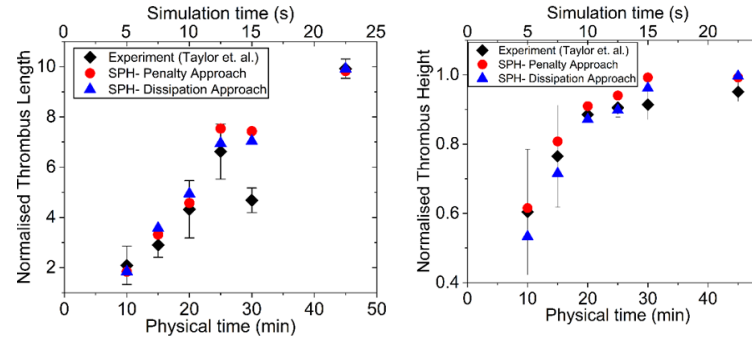 Simulation time (s)
0 5 10 15 20 25
Experiment (Taylor et. al.)
SPH- Penalty Approach
SPH- Dissipation Approach
Normalised Thrombus Length
10
8
6
4
2
0 10 20 30 40 50
Physical time (min)
Simulation time (s)
0 5 10 15 20
Experiment (Taylor et. al.)
SPH- Penalty Approach
SPH- Dissipation Approach
Normalised Thrombus Height
1.0
0.8
0.6
0.4
0 10 20 30 40
Physical time (min)